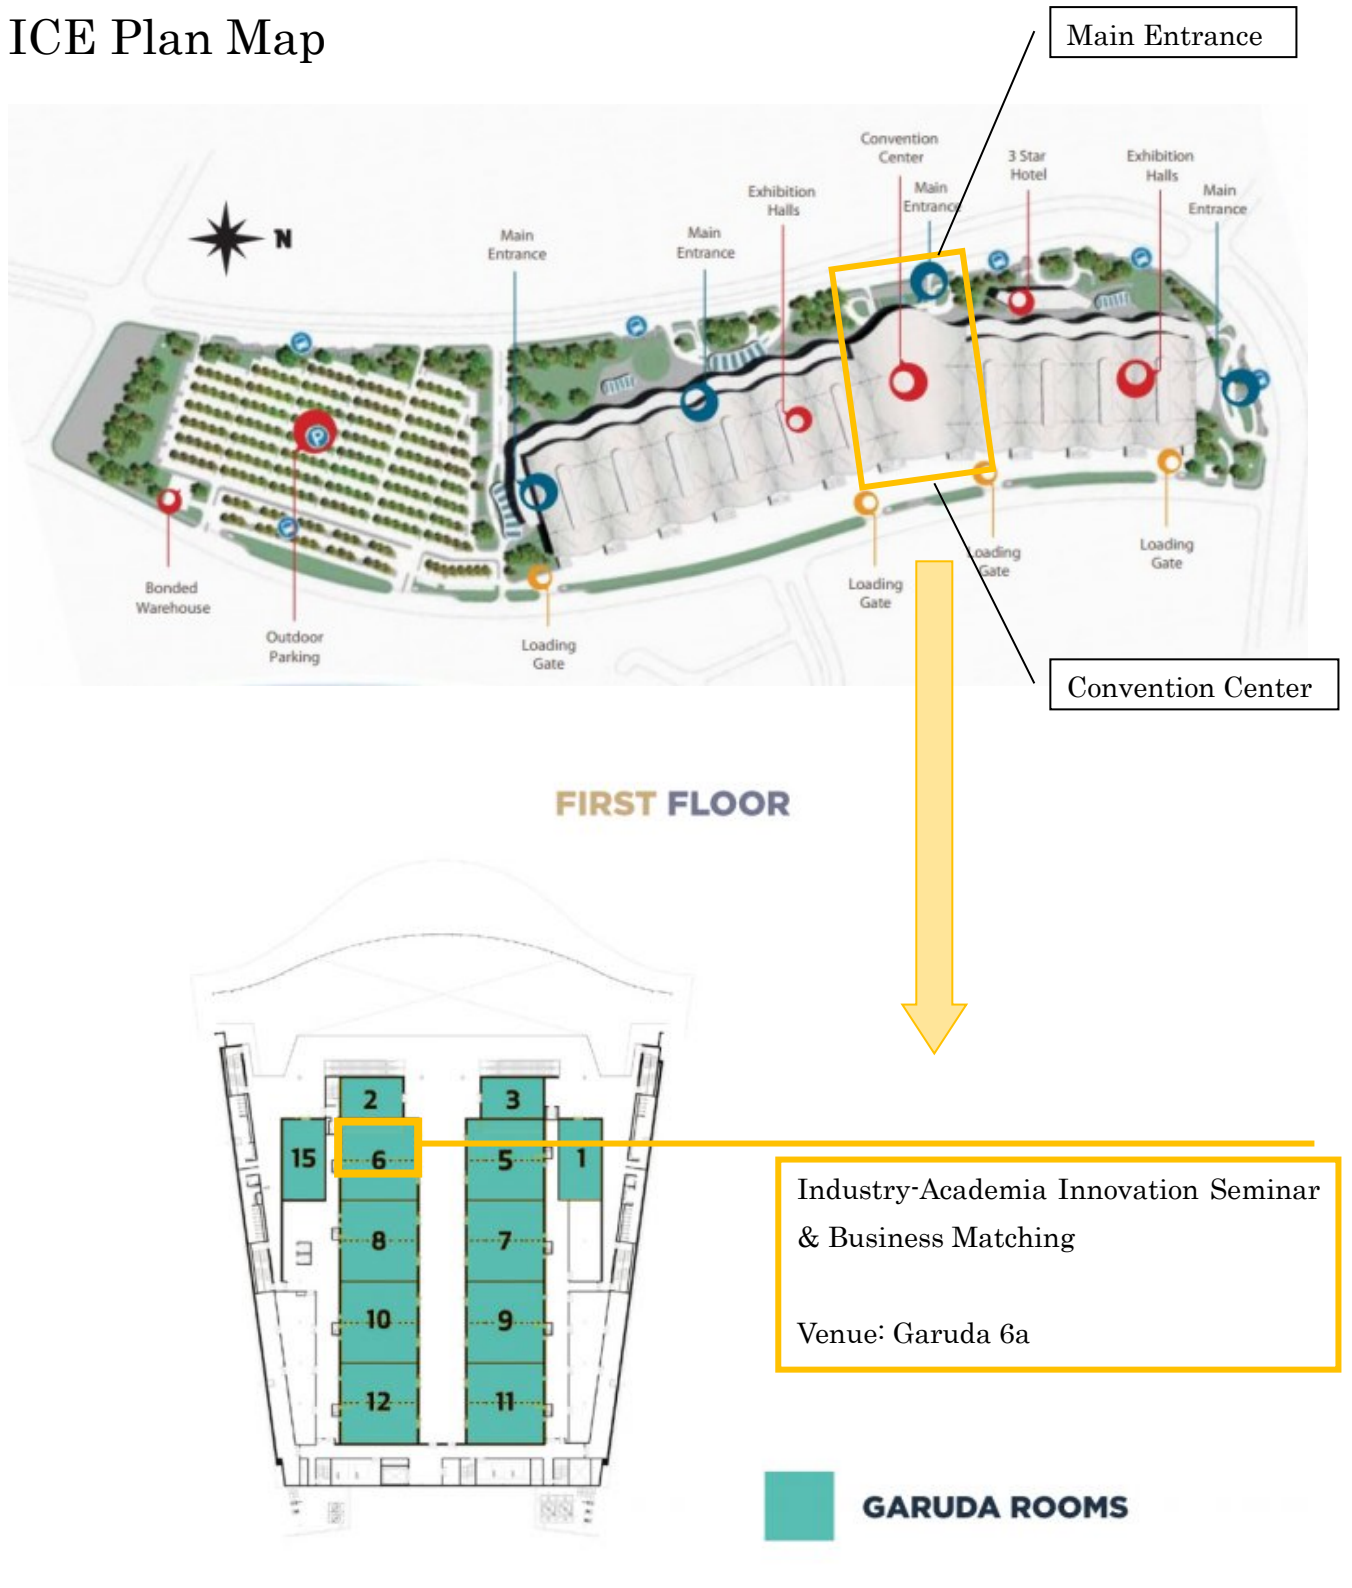 ICE Plan Map
Main Entrance
Convention
Center
3 Star
Hotel
Exhibition
Halls
Exhibition
Halls
Main
Entrance
Main
Entrance
Main
Entrance
Main
Entrance
N
P
Bonded
Warehouse
Outdoor
Parking
Loading
Gate
Loading
Gate
Loading
Gate
Loading
Gate
Convention Center
FIRST FLOOR
2
3
15
6
5
1
8
7
10
9
12
11
Industry-Academia Innovation Seminar
& Business Matching
Venue: Garuda 6a
GARUDA ROOMS